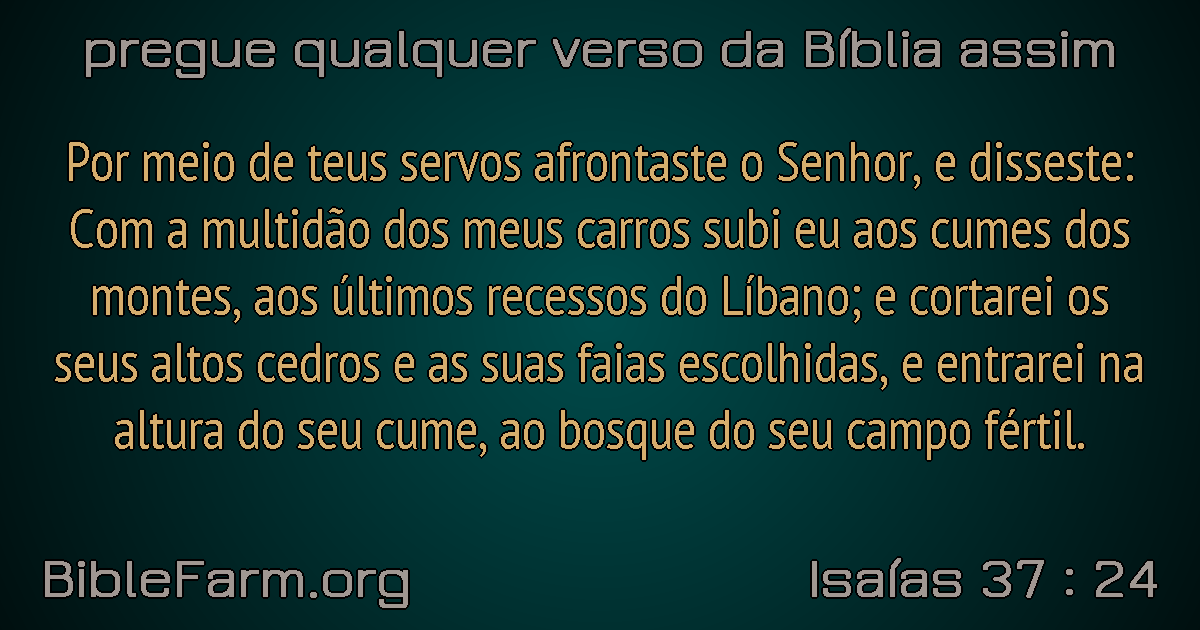 pregue qualquer verso da Bíblia assim
Por meio de teus servos afrontaste o Senhor, e disseste:
Com a multidão dos meus carros subi eu aos cumes dos
montes, aos últimos recessos do Líbano; e cortarei os
seus altos cedros e as suas faias escolhidas, e entrarei na
altura do seu cume, ao bosque do seu campo fértil.
BibleFarm.org
Isaías 37 : 24